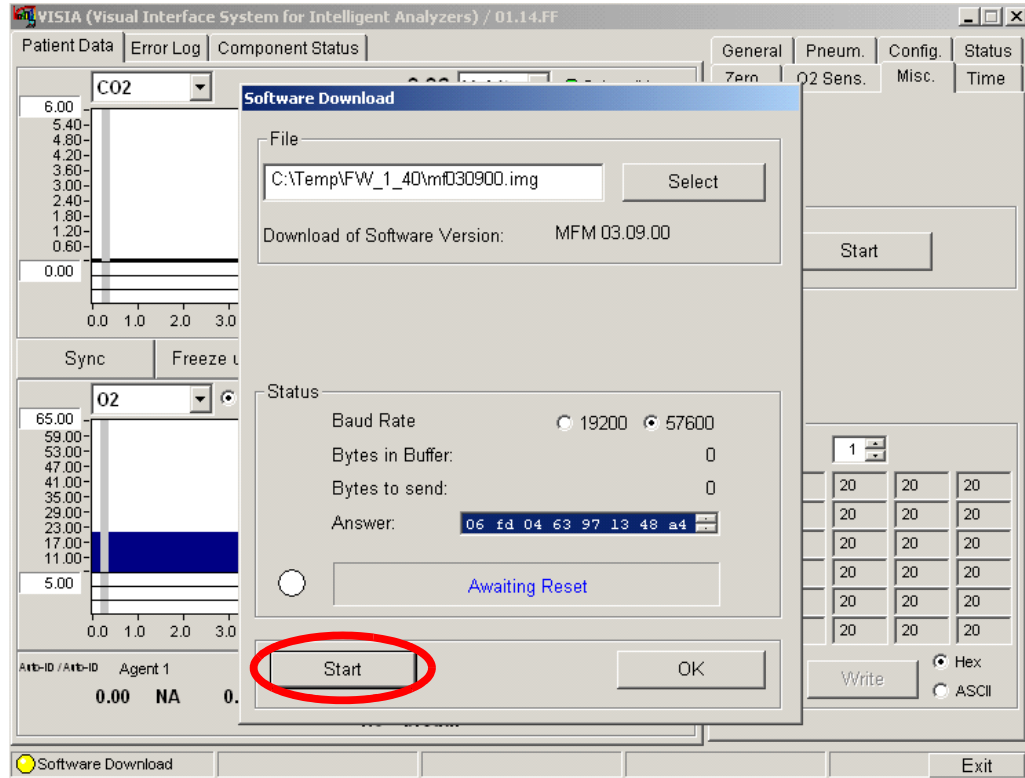 VISIA (Visual Interface System for Intelligent Analyzers) / 01.14.FF
Patient Data Error Log Component Status
General Pneum. Config. Status
Zero O2 Sens. Misc. Time
CO2
6.00
5.40
4.80
4.20
3.60
3.00
2.40
1.80
1.20
0.60
0.00
0.0 1.0 2.0 3.0
Sync Freeze
O2
65.00
59.00
53.00
47.00
41.00
35.00
29.00
23.00
17.00
11.00
5.00
0.0 1.0 2.0 3.0
Auto-ID / Auto-ID Agent 1
0.00 NA 0.
Software Download
File
C:\Temp\FW_1_40\mf030900.img Select
Download of Software Version: MFM 03.09.00
Status
Baud Rate 19200 57600
Bytes in Buffer: 0
Bytes to send: 0
Answer: 06 fd 04 63 97 13 48 a4
Awaiting Reset
Start OK
Start
1
20 20 20
20 20 20
20 20 20
20 20 20
20 20 20
20 20 20
Write Hex
ASCII
Software Download Exit